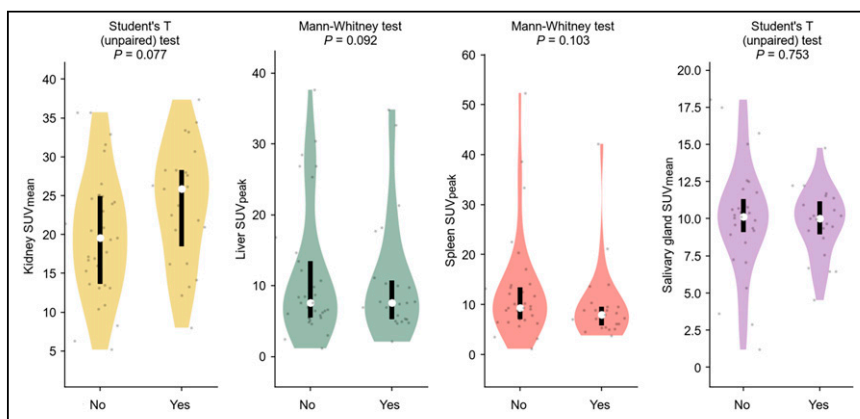 Student's T
(unpaired) test
P = 0.077
Kidney SUVmean
40
35
30
25
20
15
10
5
No Yes
Mann-Whitney test
P = 0.092
Liver SUVpeak
40
30
20
10
0
No Yes
Mann-Whitney test
P = 0.103
Spleen SUVpeak
60
50
40
30
20
10
0
No Yes
Student's T
(unpaired) test
P = 0.753
Salivary gland SUVmean
20.0
17.5
15.0
12.5
10.0
7.5
5.0
2.5
0.0
No Yes